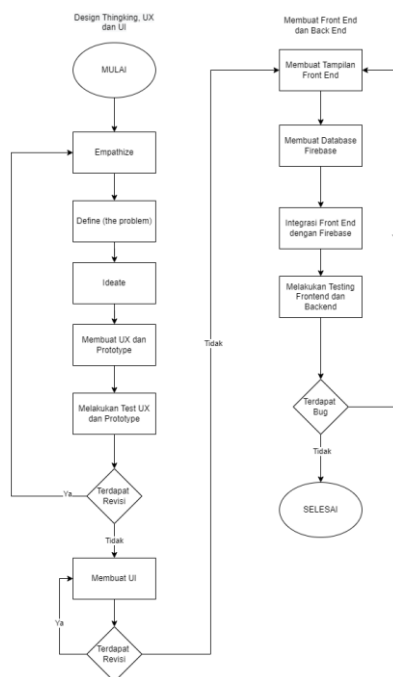 Design Thingking, UX
dan UI
MULAI
Empathize
Define (the problem)
Ideate
Membuat UX dan
Prototype
Melakukan Test UX
dan Prototype
Terdapat
Revisi
Ya
Tidak
Membuat UI
Ya
Terdapat
Revisi
Tidak
Membuat Front End
dan Back End
Membuat Tampilan
Front End
Membuat Database
Firebase
Integrasi Front End
dengan Firebase
Melakukan Testing
Frontend dan
Backend
Terdapat
Bug
Tidak
SELESAI